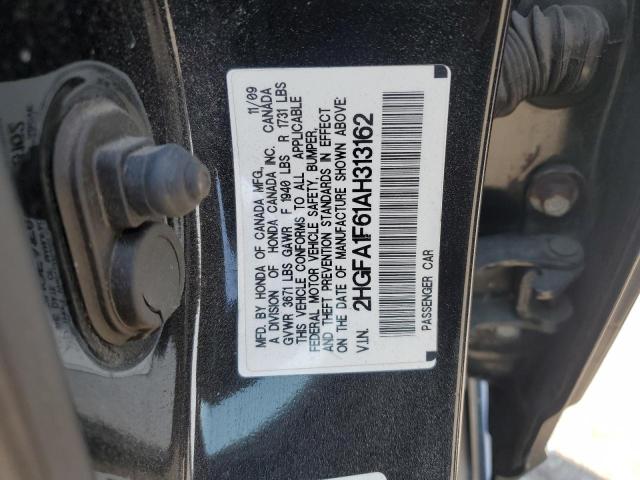 MFD. BY HONDA OF CANADA MFG. 11/09
A DIVISION OF HONDA CANADA INC. CANADA
GVWR 3671 LBS GAWR F 1940 LBS R 1731 LBS
THIS VEHICLE CONFORMS TO ALL APPLICABLE
FEDERAL MOTOR VEHICLE SAFETY, BUMPER,
AND THEFT PREVENTION STANDARDS IN EFFECT
ON THE DATE OF MANUFACTURE SHOWN ABOVE:
V.I.N. 2HGFA1F61AH313162
PASSENGER CAR